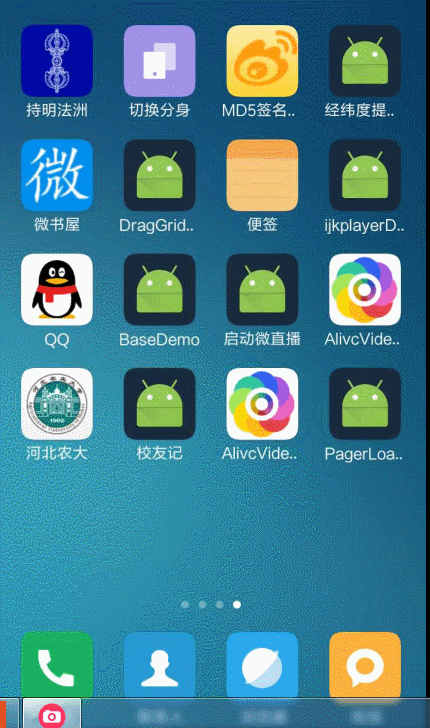 持明法洲
切换分身
MD5签名..
经纬度提..
微
微书屋
DragGrid..
便签
ijkplayerD..
QQ
BaseDemo
启动微直播
AlivcVide..
1902
河北农大
校友记
AlivcVide..
PagerLoa..